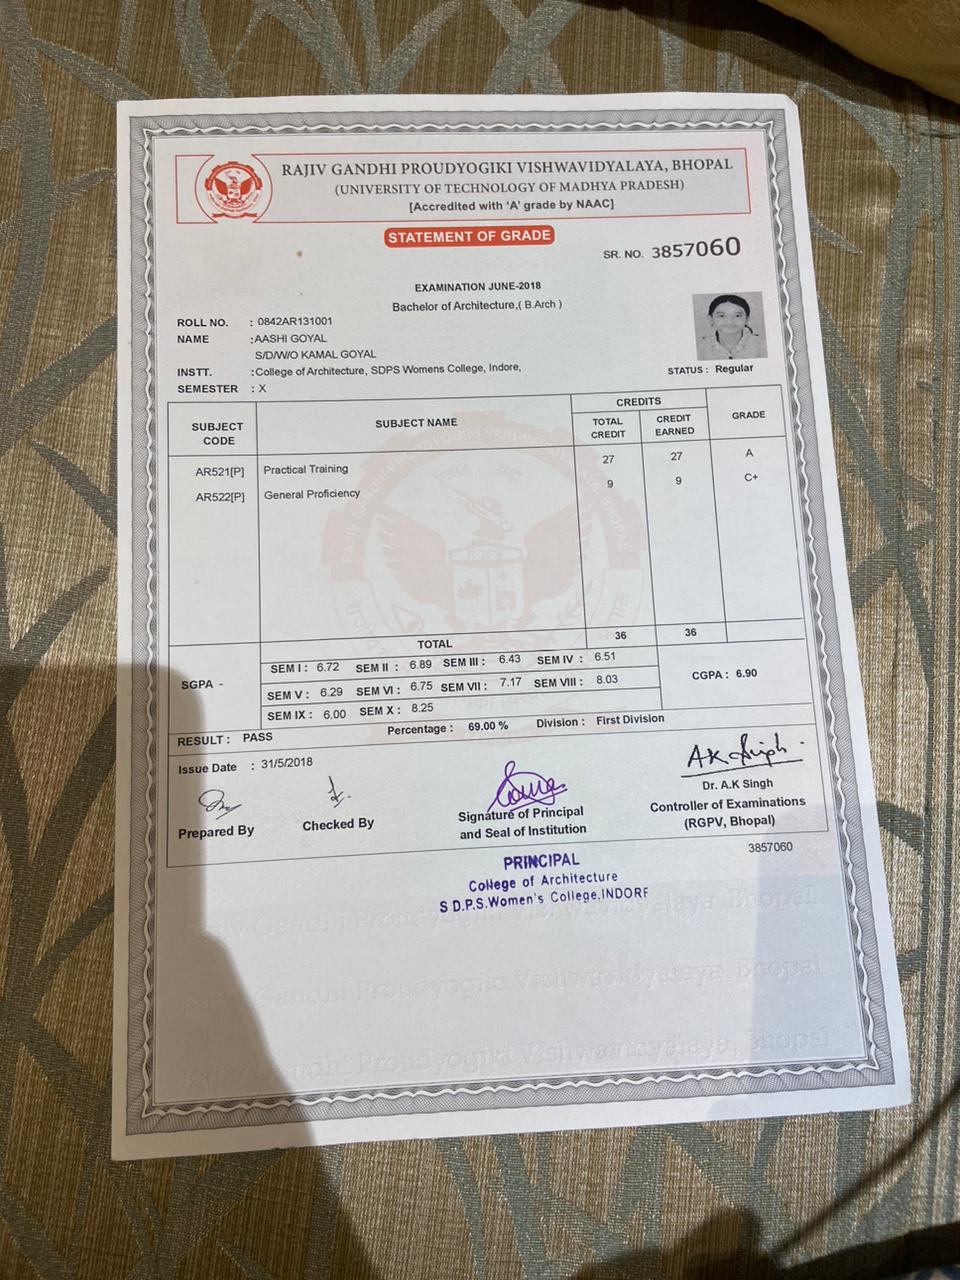 RAJIV GANDHI PROUDYOGIKI VISHWAVIDYALAYA, BHOPAL
(UNIVERSITY OF TECHNOLOGY OF MADHYA PRADESH)
[Accredited with ‘A’ grade by NAAC]
STATEMENT OF GRADE
SR. NO. 3857060
EXAMINATION JUNE-2018
Bachelor of Architecture,( B.Arch )
ROLL NO. : 0842AR131001
NAME :AASHI GOYAL
S/D/W/O KAMAL GOYAL
INSTT. :College of Architecture, SDPS Womens College, Indore,
STATUS : Regular
SEMESTER : X
SUBJECT CODE SUBJECT NAME CREDITS GRADE
TOTAL CREDIT CREDIT EARNED
AR521[P] Practical Training 27 27 A
AR522[P] General Proficiency 9 9 C+
RGPV
TOTAL 36 36
SGPA - SEM I : 6.72 SEM II : 6.89 SEM III : 6.43 SEM IV : 6.51
SEM V : 6.29 SEM VI : 6.75 SEM VII : 7.17 SEM VIII : 8.03
SEM IX : 6.00 SEM X : 8.25
CGPA : 6.90
RESULT : PASS Percentage : 69.00 % Division : First Division
Issue Date : 31/5/2018
A.K. Singh
Dr. A.K Singh
Prepared By Checked By Signature of Principal and Seal of Institution Controller of Examinations (RGPV, Bhopal)
3857060
PRINCIPAL
College of Architecture
S D.P.S.Women's College,INDORE
Rajiv Gandhi Proudyogiki Vishwavidyalaya, Bhopal
Rajiv Gandhi Proudyogiki Vishwavidyalaya, Bhopal
Rajiv Gandhi Proudyogiki Vishwavidyalaya, Bhopal